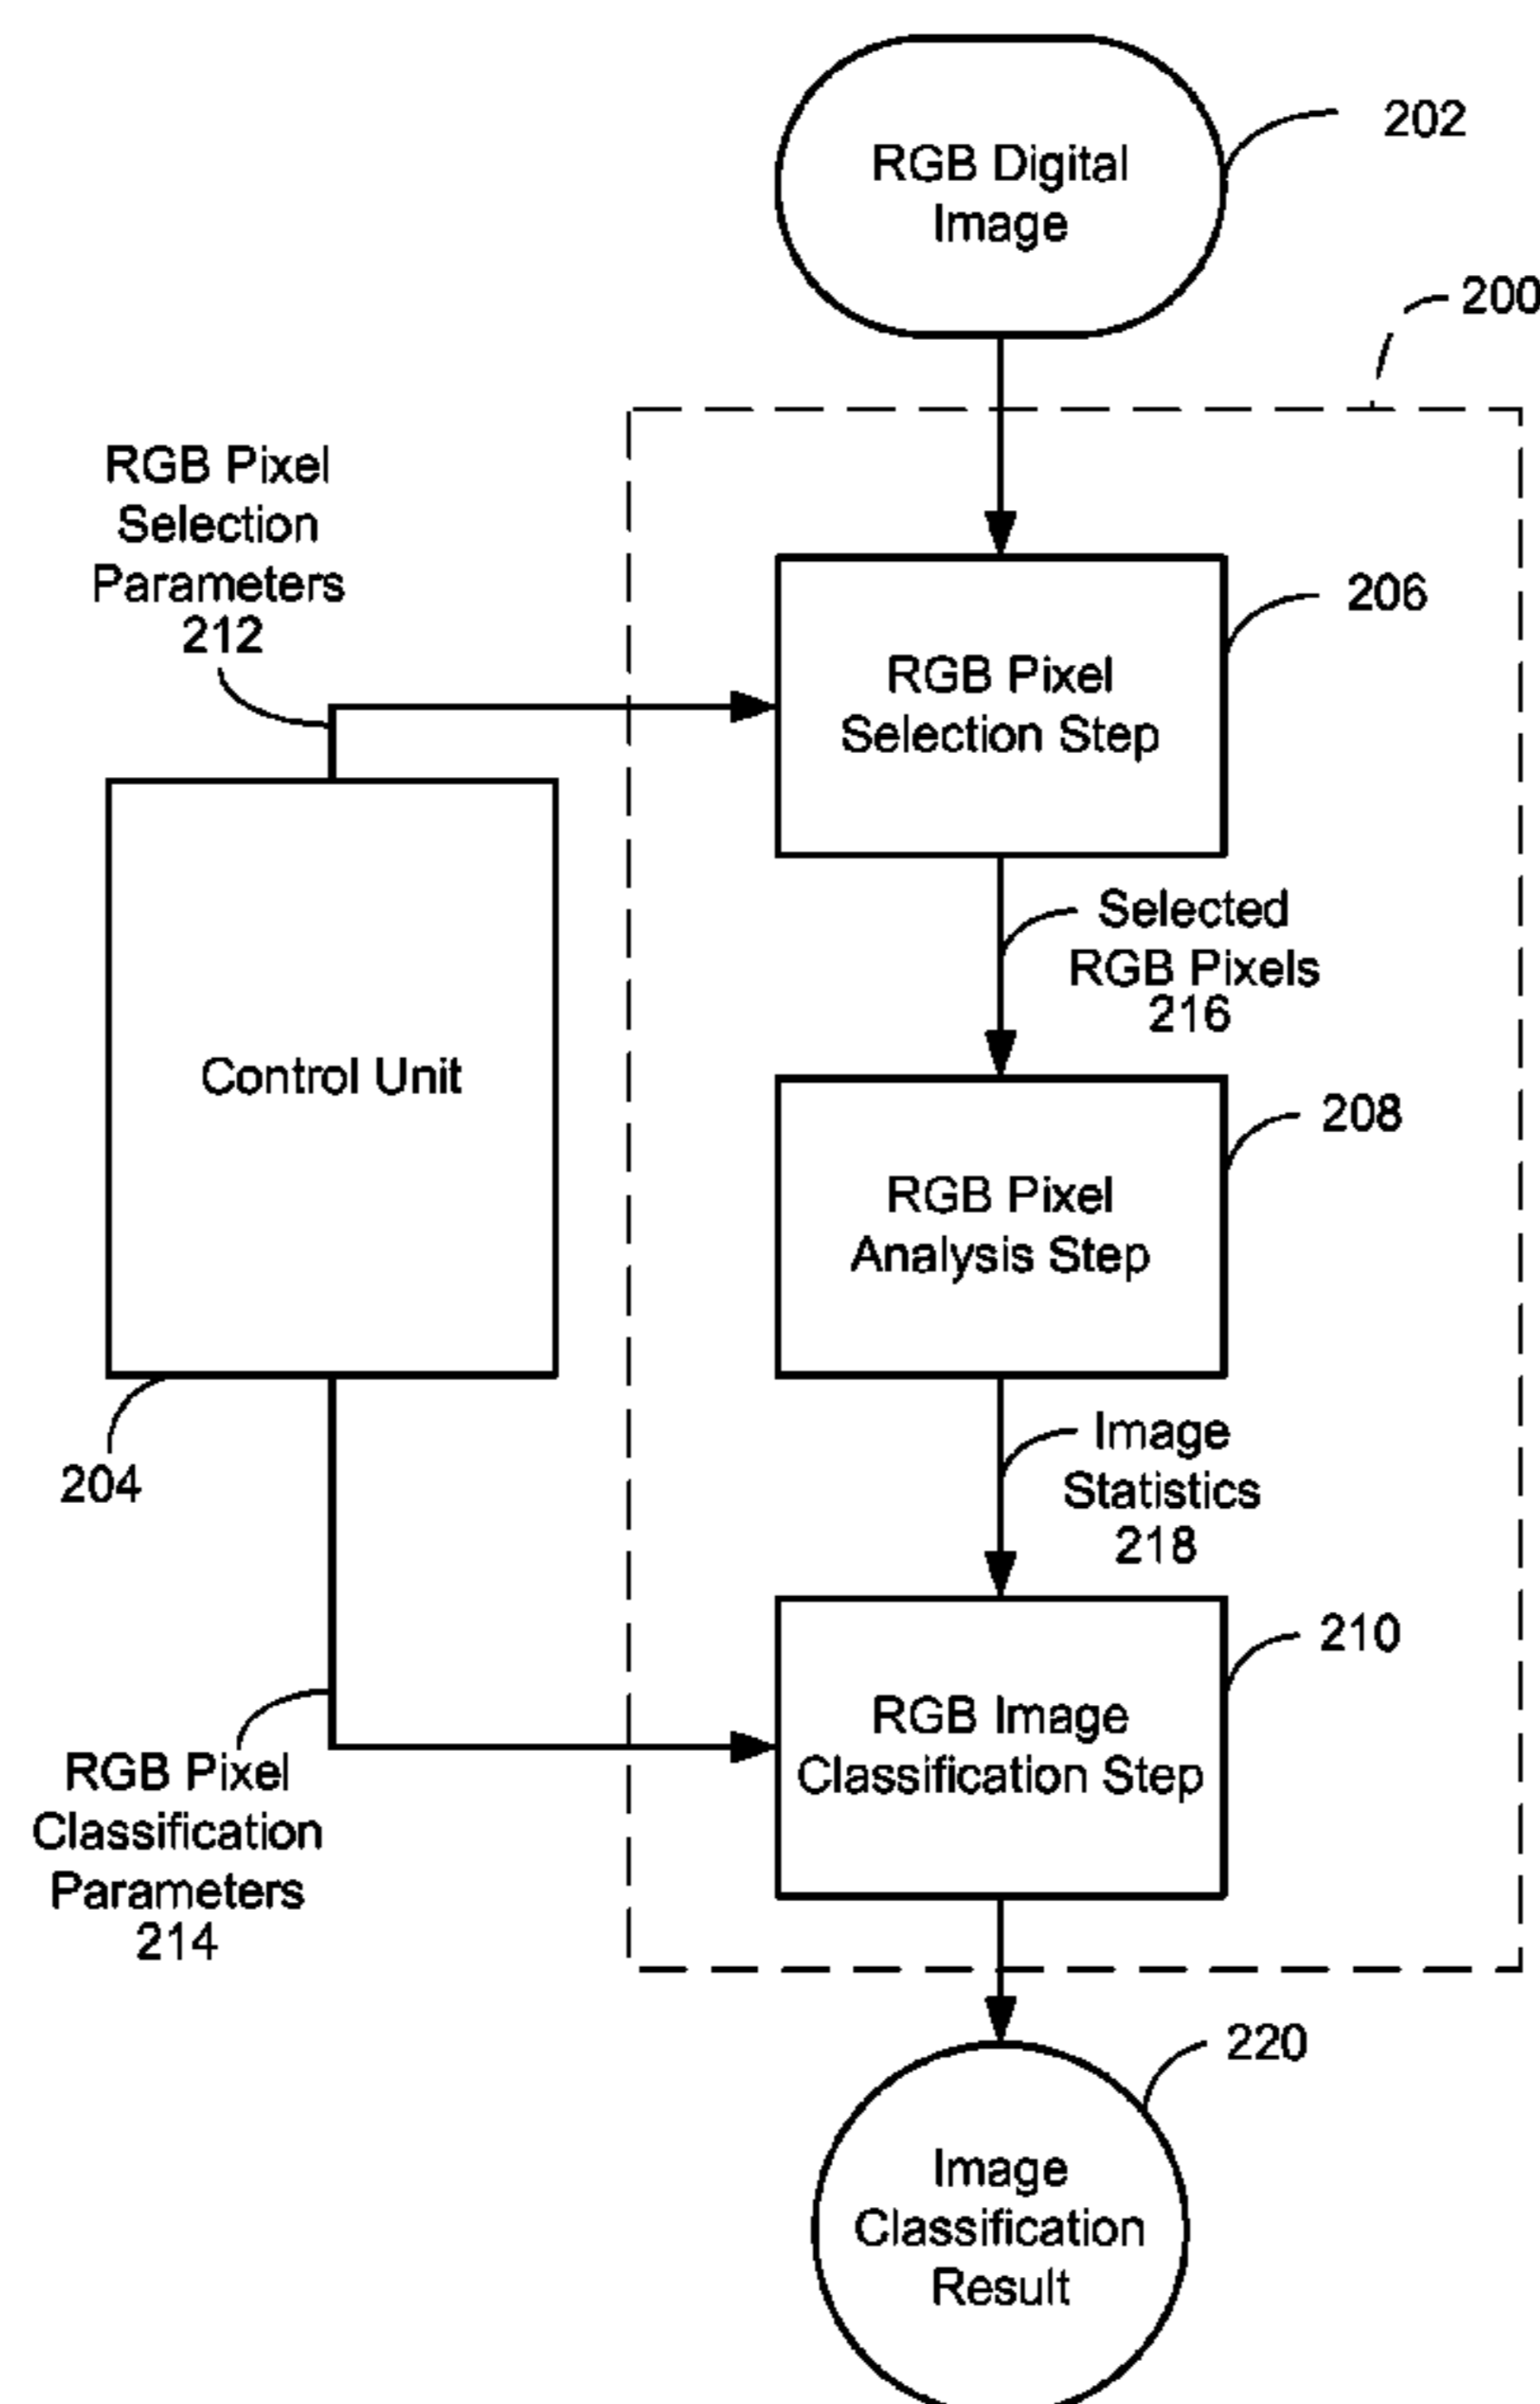 RGB Digital
Image
202
200
RGB Pixel
Selection
Parameters
212
RGB Pixel
Selection Step
206
Selected
RGB Pixels
216
Control Unit
204
RGB Pixel
Analysis Step
208
Image
Statistics
218
RGB Image
Classification Step
210
RGB Pixel
Classification
Parameters
214
Image
Classification
Result
220